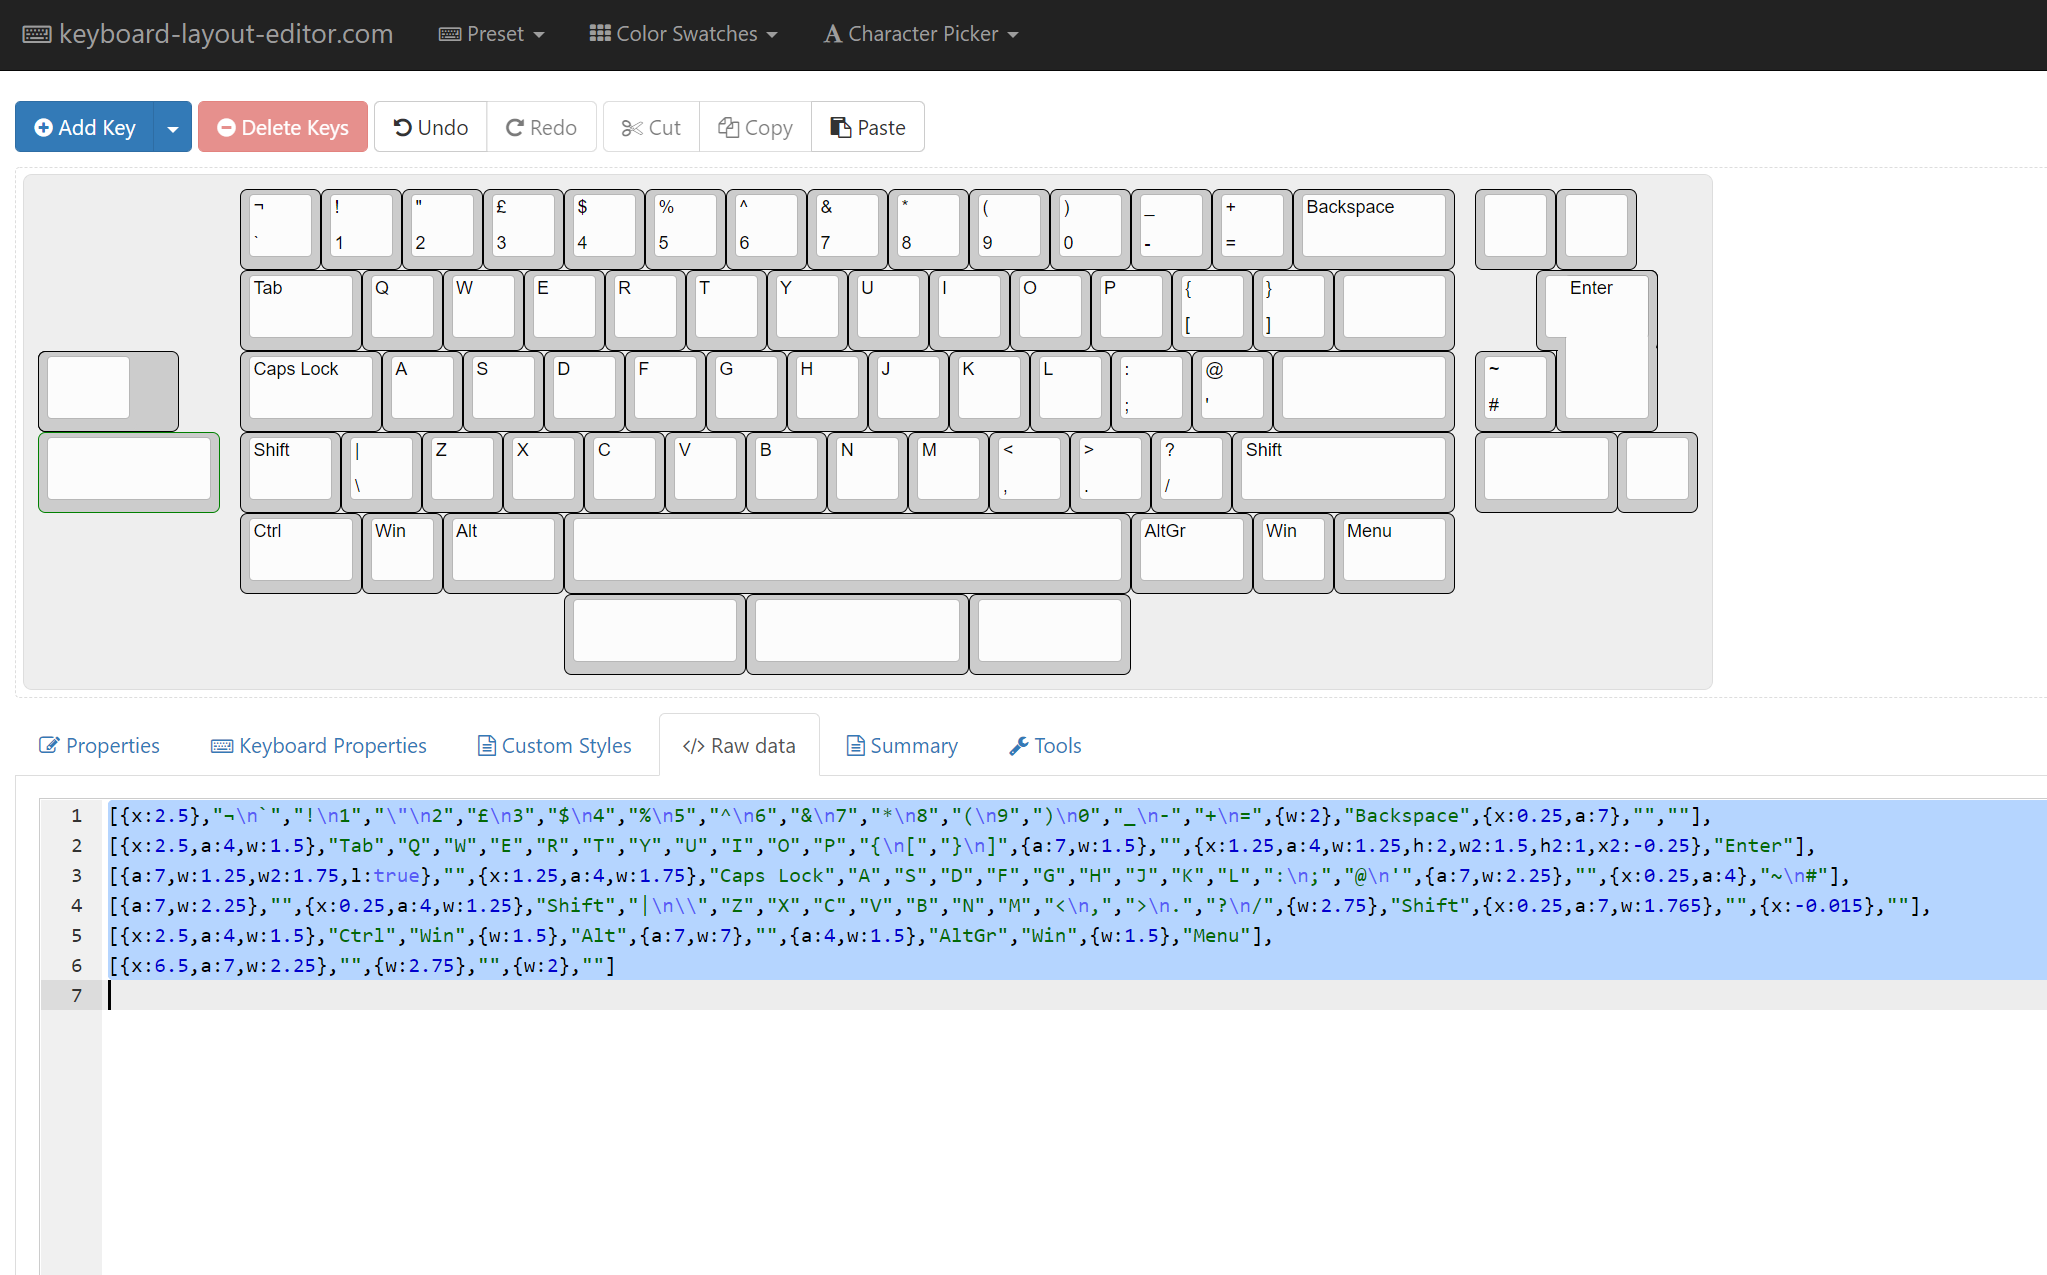 keyboard-layout-editor.com Preset Color Swatches Character Picker
Add Key Delete Keys Undo Redo Cut Copy Paste
¬ ! " £ $ % ^ & * ( ) _ + Backspace
` 1 2 3 4 5 6 7 8 9 0 - =
Tab Q W E R T Y U I O P { } Enter
[ ]
Caps Lock A S D F G H J K L : @ ~
; ' #
Shift | Z X C V B N M < > ? Shift
\ , . /
Ctrl Win Alt AltGr Win Menu
Properties Keyboard Properties Custom Styles </> Raw data Summary Tools
1 [{x:2.5},"¬\n`","!\n1","\"\n2","£\n3","$\n4","%\n5","^\n6","&\n7","*\n8","(\n9",")\n0","_\n-","+\n=",{w:2},"Backspace",{x:0.25,a:7},"",""],
2 [{x:2.5,a:4,w:1.5},"Tab","Q","W","E","R","T","Y","U","I","O","P","{\n[","}\n]",{a:7,w:1.5},"",{x:1.25,a:4,w:1.25,h:2,w2:1.5,h2:1,x2:-0.25},"Enter"],
3 [{a:7,w:1.25,w2:1.75,l:true},"",{x:1.25,a:4,w:1.75},"Caps Lock","A","S","D","F","G","H","J","K","L",":\n;","@\n'",{a:7,w:2.25},"",{x:0.25,a:4},"~\n#"],
4 [{a:7,w:2.25},"",{x:0.25,a:4,w:1.25},"Shift","|\n\\","Z","X","C","V","B","N","M","<\n,",">\n.","?\n/",{w:2.75},"Shift",{x:0.25,a:7,w:1.765},"",{x:-0.015},""],
5 [{x:2.5,a:4,w:1.5},"Ctrl","Win",{w:1.5},"Alt",{a:7,w:7},"",{a:4,w:1.5},"AltGr","Win",{w:1.5},"Menu"],
6 [{x:6.5,a:7,w:2.25},"",{w:2.75},"",{w:2},""]
7